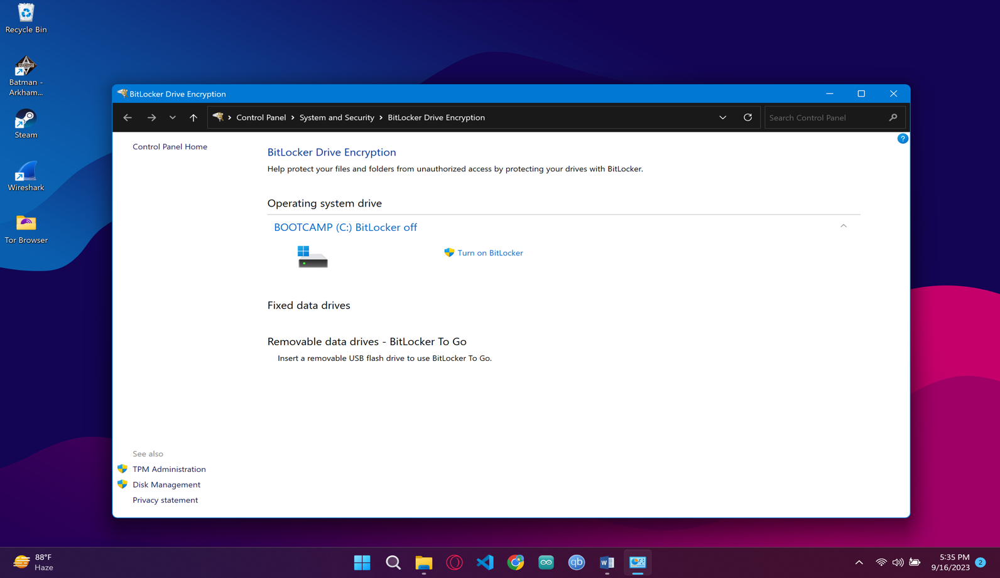 Recycle Bin
Batman -
Arkham...
Steam
Wireshark
Tor Browser
BitLocker Drive Encryption
Control Panel
System and Security
BitLocker Drive Encryption
Search Control Panel
?
Control Panel Home
BitLocker Drive Encryption
Help protect your files and folders from unauthorized access by protecting your drives with BitLocker.
Operating system drive
BOOTCAMP (C:) BitLocker off
Turn on BitLocker
Fixed data drives
Removable data drives - BitLocker To Go
Insert a removable USB flash drive to use BitLocker To Go.
See also
TPM Administration
Disk Management
Privacy statement
88°F
Haze
qb
W
5:35 PM
9/16/2023
2